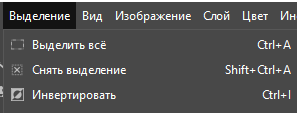 Выделение Вид Изображение Слой Цвет Ин
Выделить всё Ctrl+A
Снять выделение Shift+Ctrl+A
Инвертировать Ctrl+I